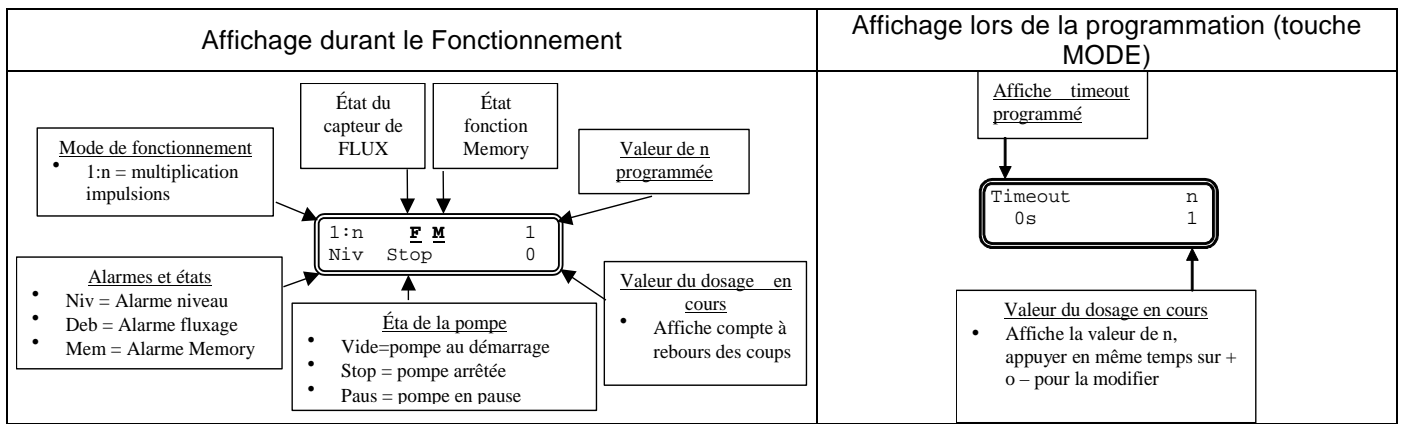 Affichage durant le Fonctionnement
Affichage lors de la programmation (touche
MODE)
État du
capteur de
FLUX
État
fonction
Memory
Mode de fonctionnement
• 1:n = multiplication
impulsions
Valeur de n
programmée
1:n F M 1
Niv Stop 0
Alarmes et états
• Niv = Alarme niveau
• Deb = Alarme fluxage
• Mem = Alarme Memory
Éta de la pompe
• Vide=pompe au démarrage
• Stop = pompe arrêtée
• Paus = pompe en pause
Valeur du dosage en
cours
• Affiche compte à
rebours des coups
Affiche timeout
programmé
Timeout n
0s 1
Valeur du dosage en cours
• Affiche la valeur de n,
appuyer en même temps sur +
o – pour la modifier